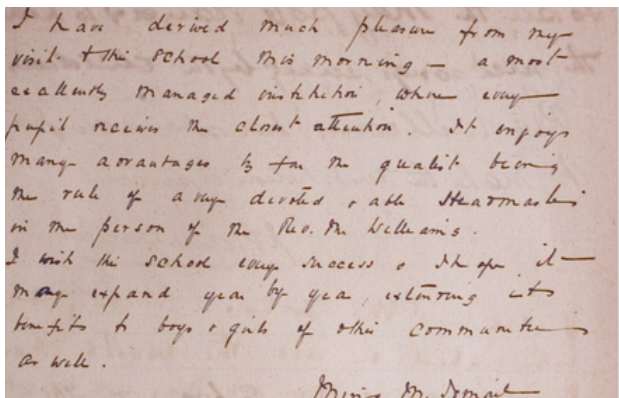 I have derived much pleasure from my
visit to this school this morning – a most
excellently managed institution, where every
pupil receives the closest attention. It enjoys
many advantages, by far the greatest being
the rule of a very devoted & able Headmaster
in the person of the Rev. Mr Williams.
I wish the school every success & I hope it
may expand year by year, extending its
benefits to boys & girls of other communities
as well.
Mirza M. Ismail